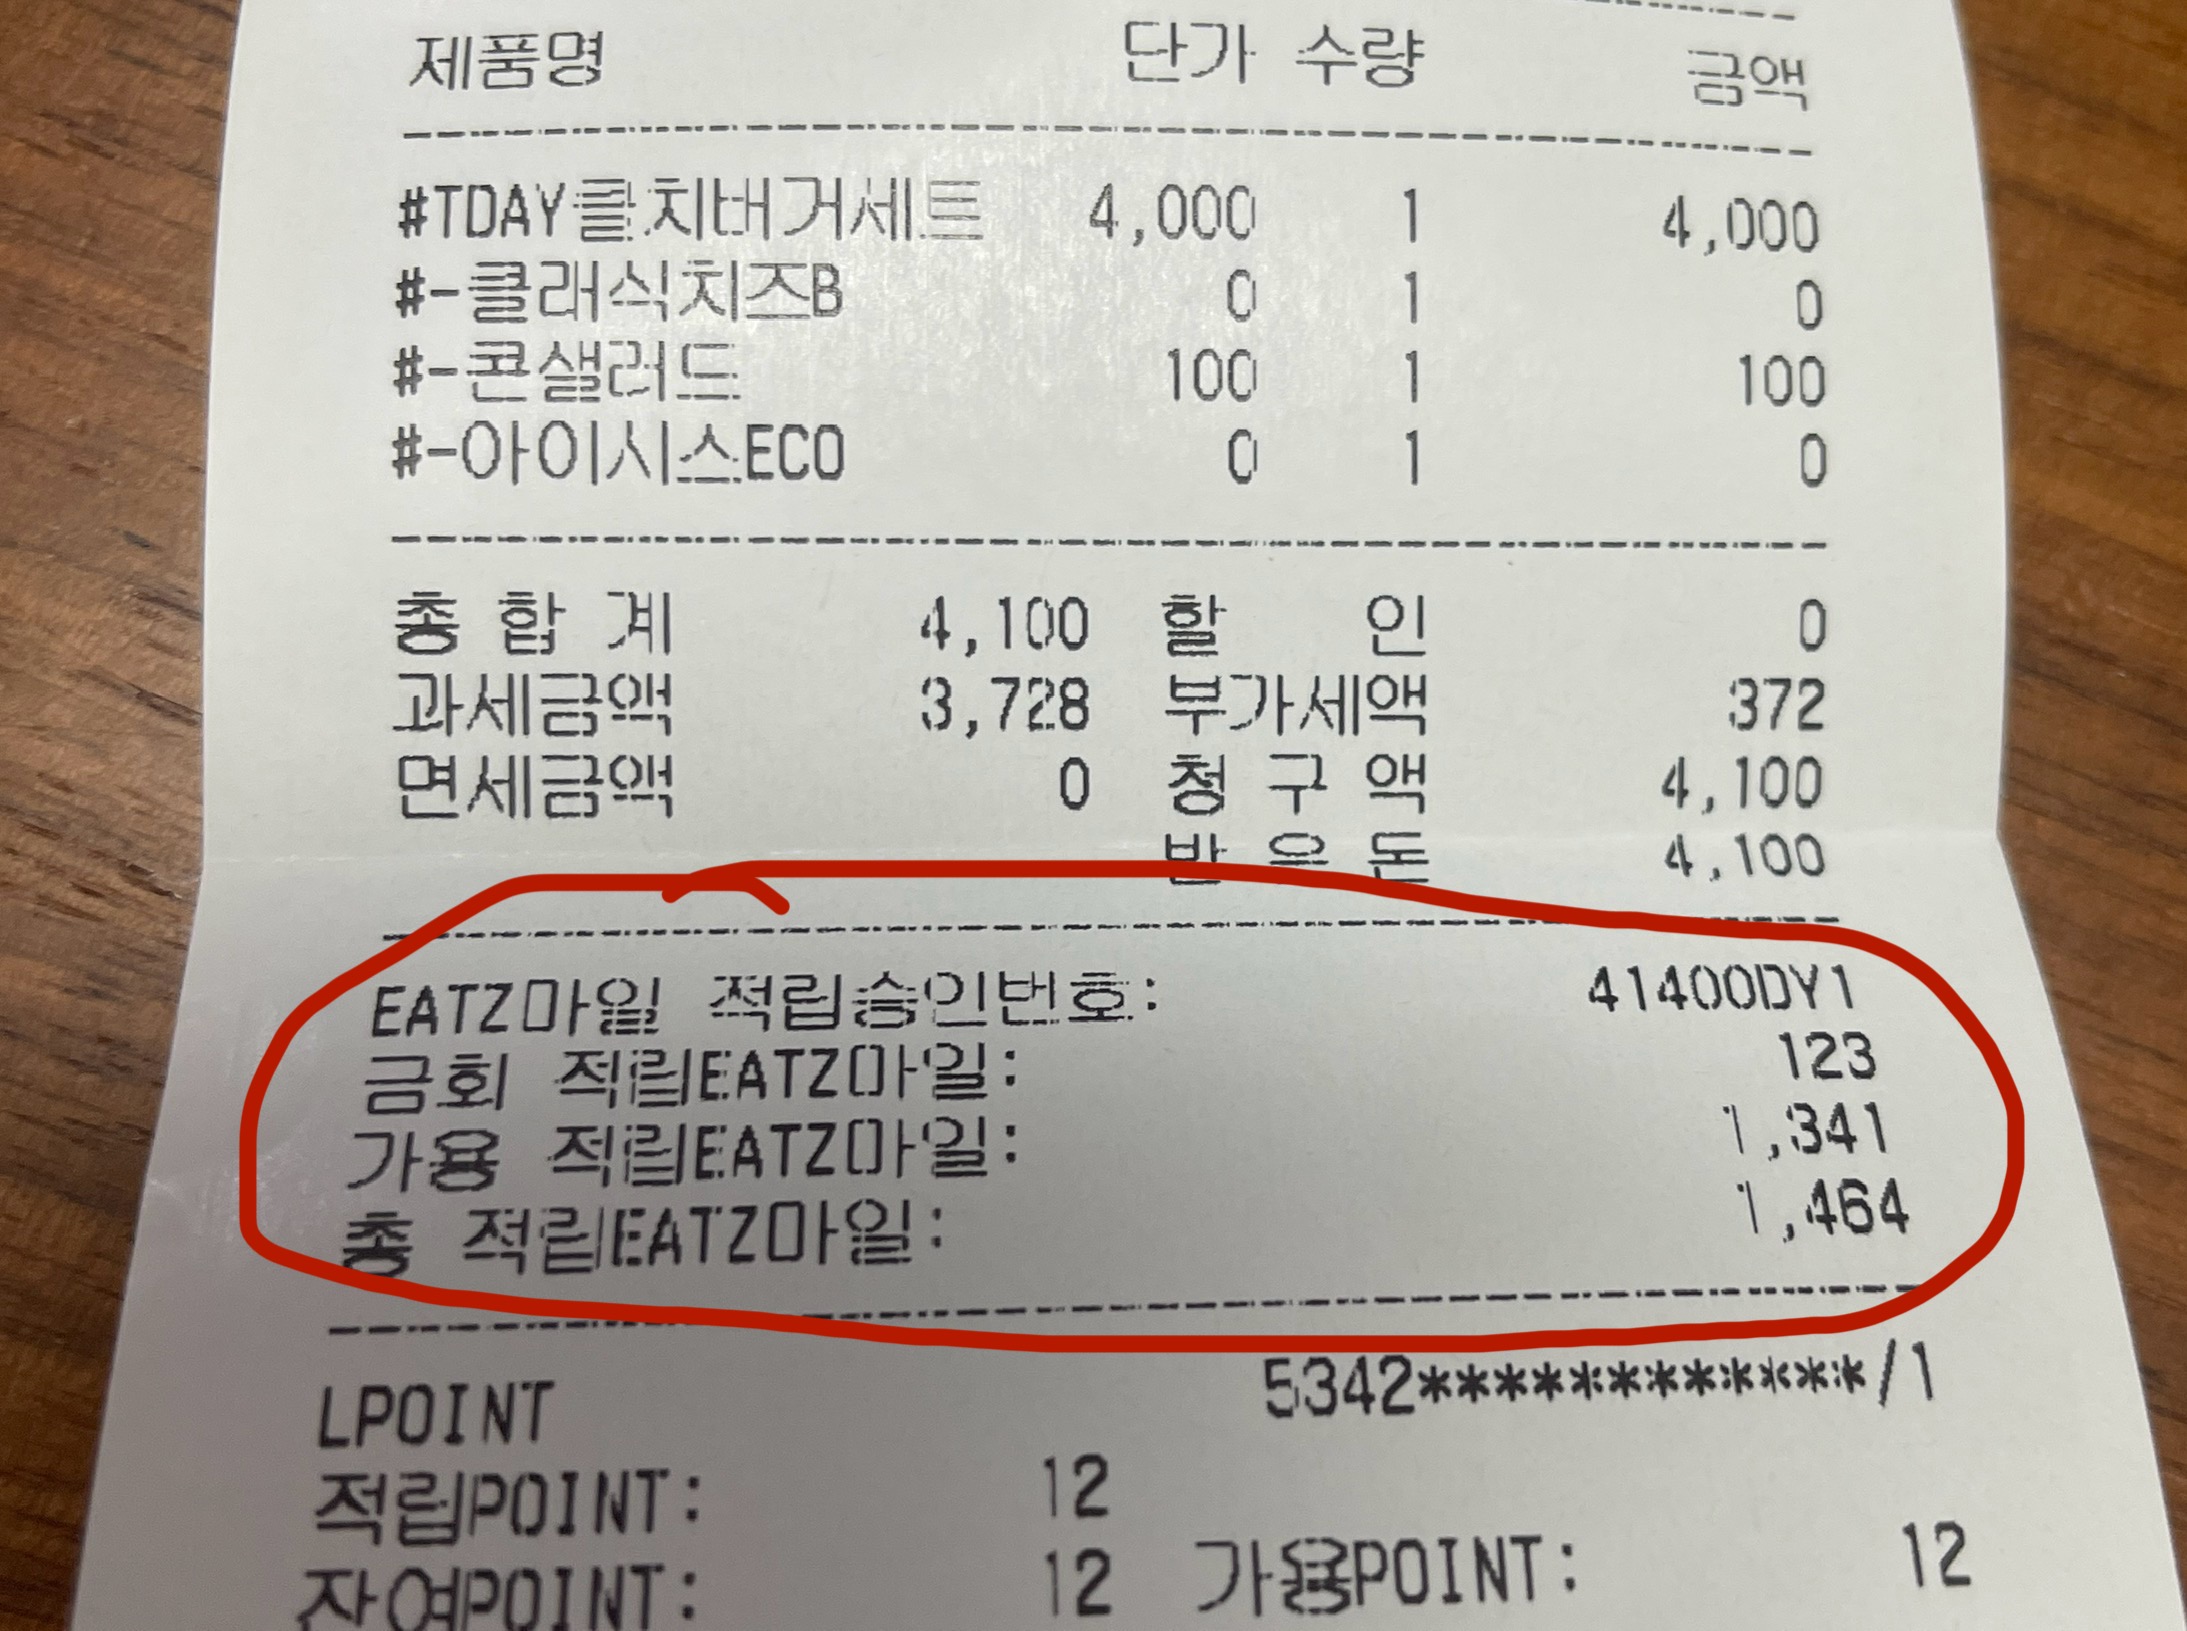 제품명 단가 수량 금액
#TDAY클치버거세트 4,000 1 4,000
#-클래식치즈B 0 1 0
#-콘샐러드 100 1 100
#-아이시스ECO 0 1 0
총 합 계 4,100 할 인 0
과세금액 3,728 부가세액 372
면세금액 0 청 구 액 4,100
받 은 돈 4,100
EATZ마일 적립승인번호: 41400DY1
금회 적립EATZ마일: 123
가용 적립EATZ마일: 1,341
총 적립EATZ마일: 1,464
LPOINT 5342************/1
적립POINT: 12
잔여POINT: 12 가용POINT: 12